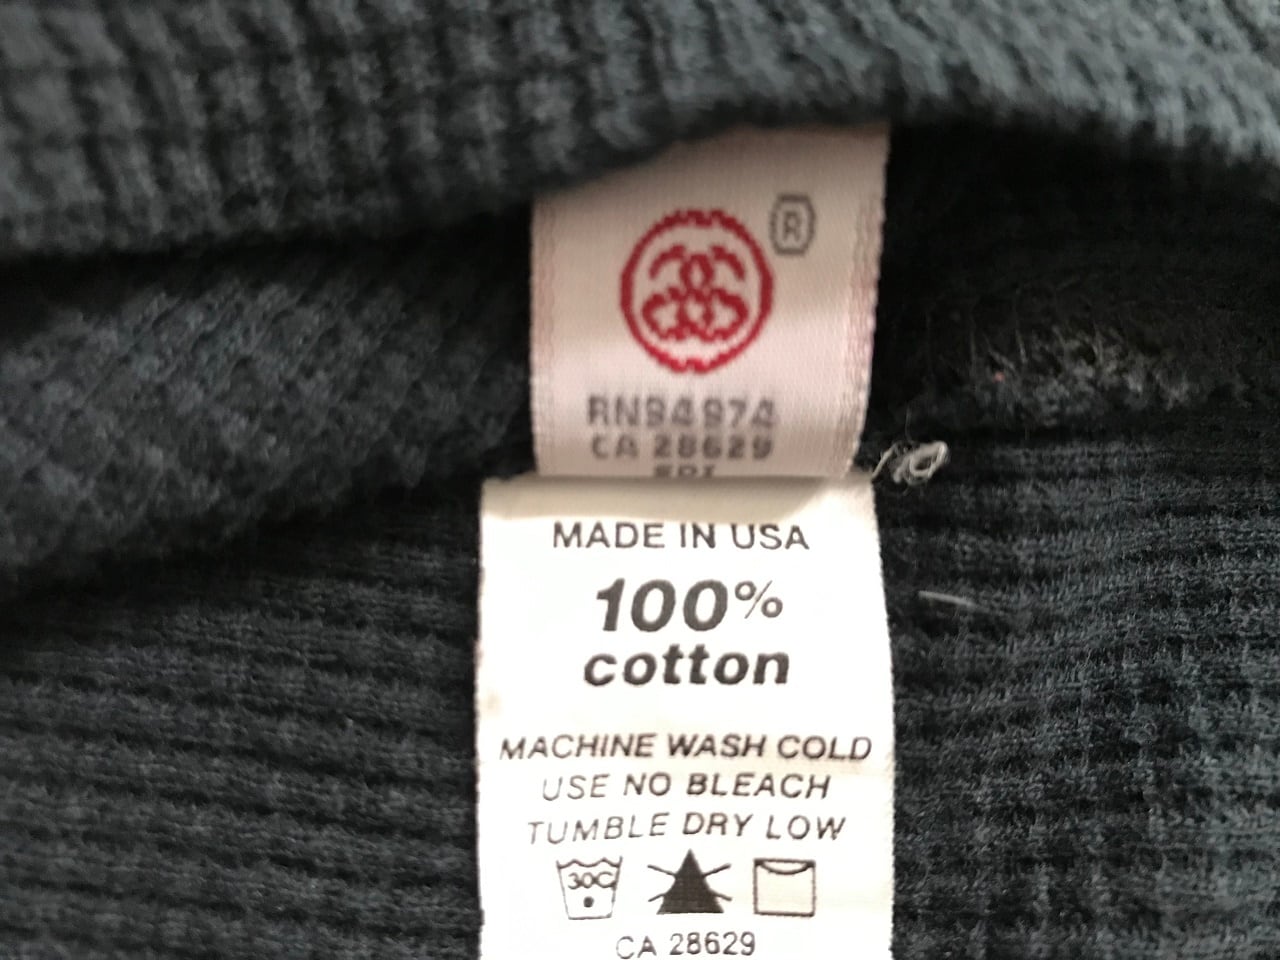 ®
RN94974
CA 28629
MADE IN USA
100%
cotton
MACHINE WASH COLD
USE NO BLEACH
TUMBLE DRY LOW
30C
CA 28629